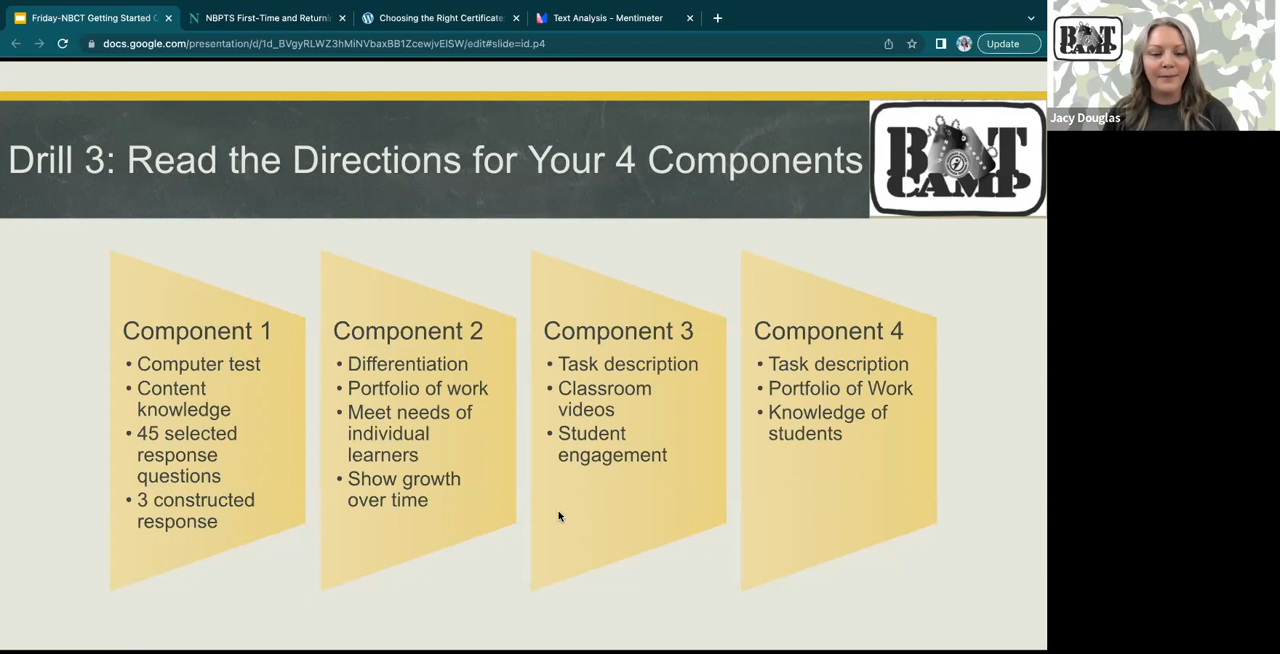 Friday-NBCT Getting Started C
NBPTS First-Time and Returni
Choosing the Right Certificate
Text Analysis - Mentimeter
docs.google.com/presentation/d/1d_BVgyRLWZ3hMiNVbaxBB1ZcewjvElSW/edit#slide=id.p4
Update
BOOT
CAMP
Jacy Douglas
Drill 3: Read the Directions for Your 4 Components
BOOT
CAMP
Component 1
• Computer test
• Content
knowledge
• 45 selected
response
questions
• 3 constructed
response
Component 2
• Differentiation
• Portfolio of work
• Meet needs of
individual
learners
• Show growth
over time
Component 3
• Task description
• Classroom
videos
• Student
engagement
Component 4
• Task description
• Portfolio of Work
• Knowledge of
students